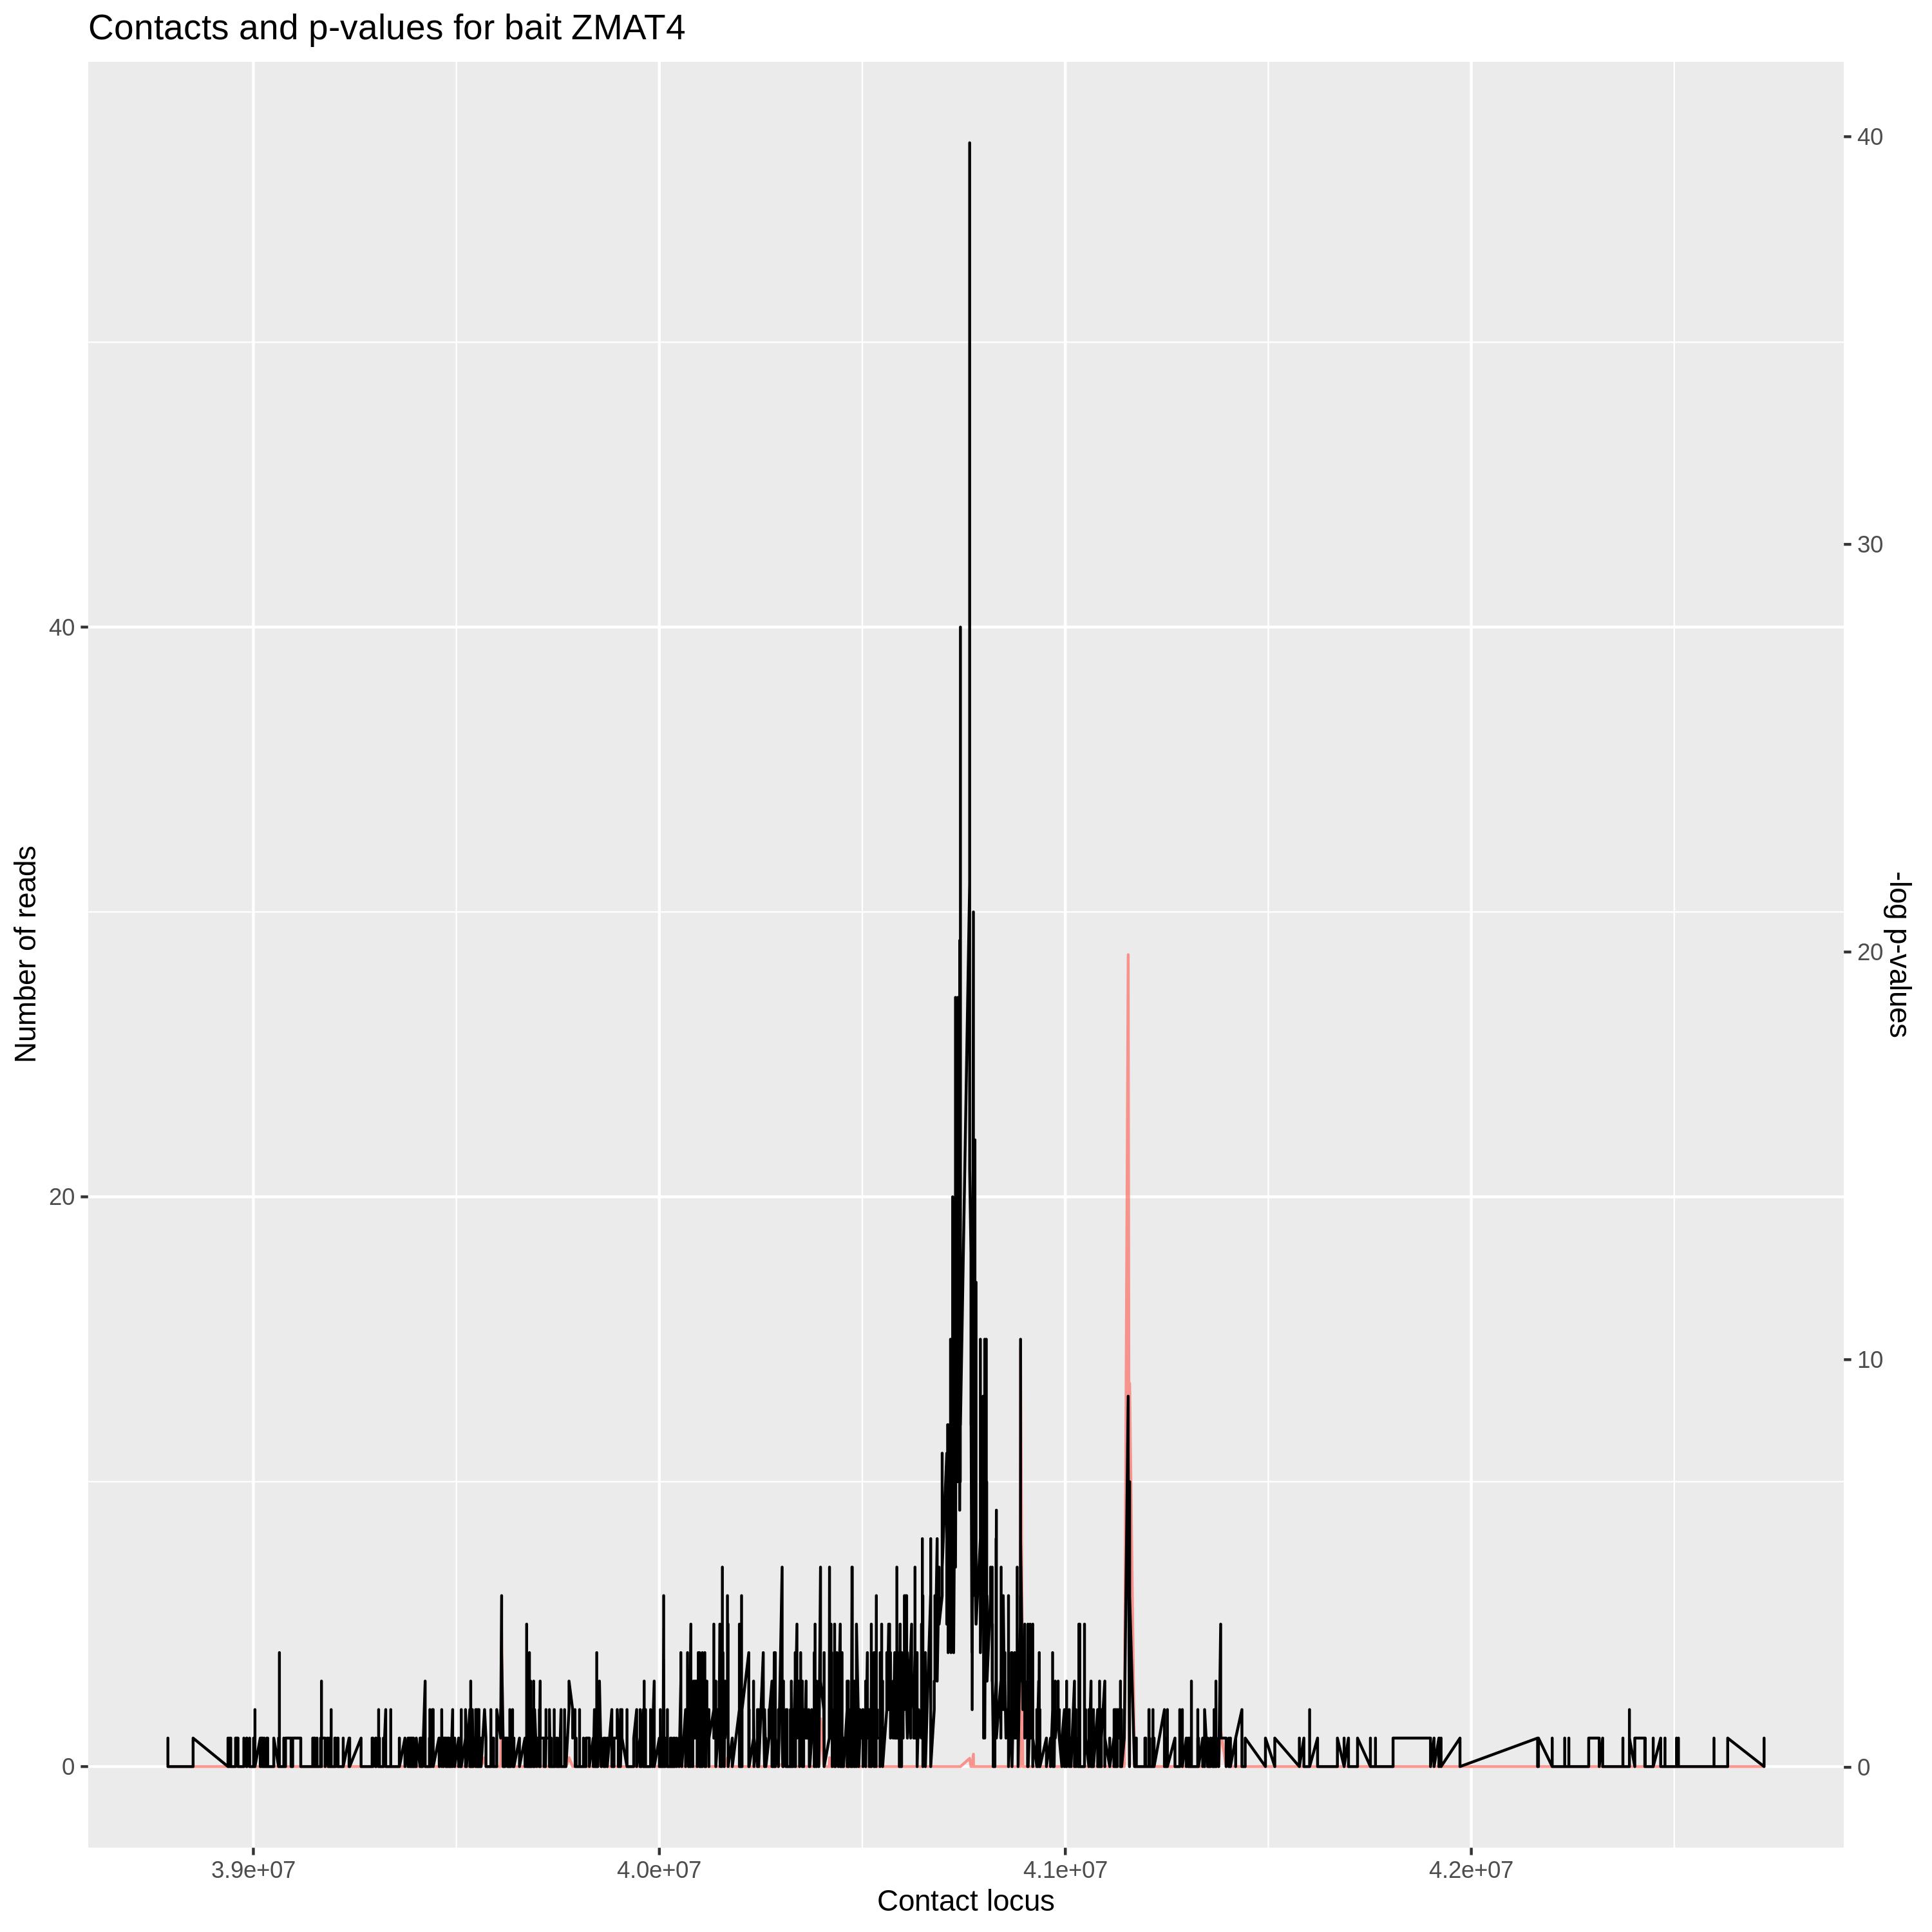 Contacts and p-values for bait ZMAT4
40
30
40
Number of reads
-log p-values
20
20
10
0
0
3.9e+07 4.0e+07 4.1e+07 4.2e+07
Contact locus